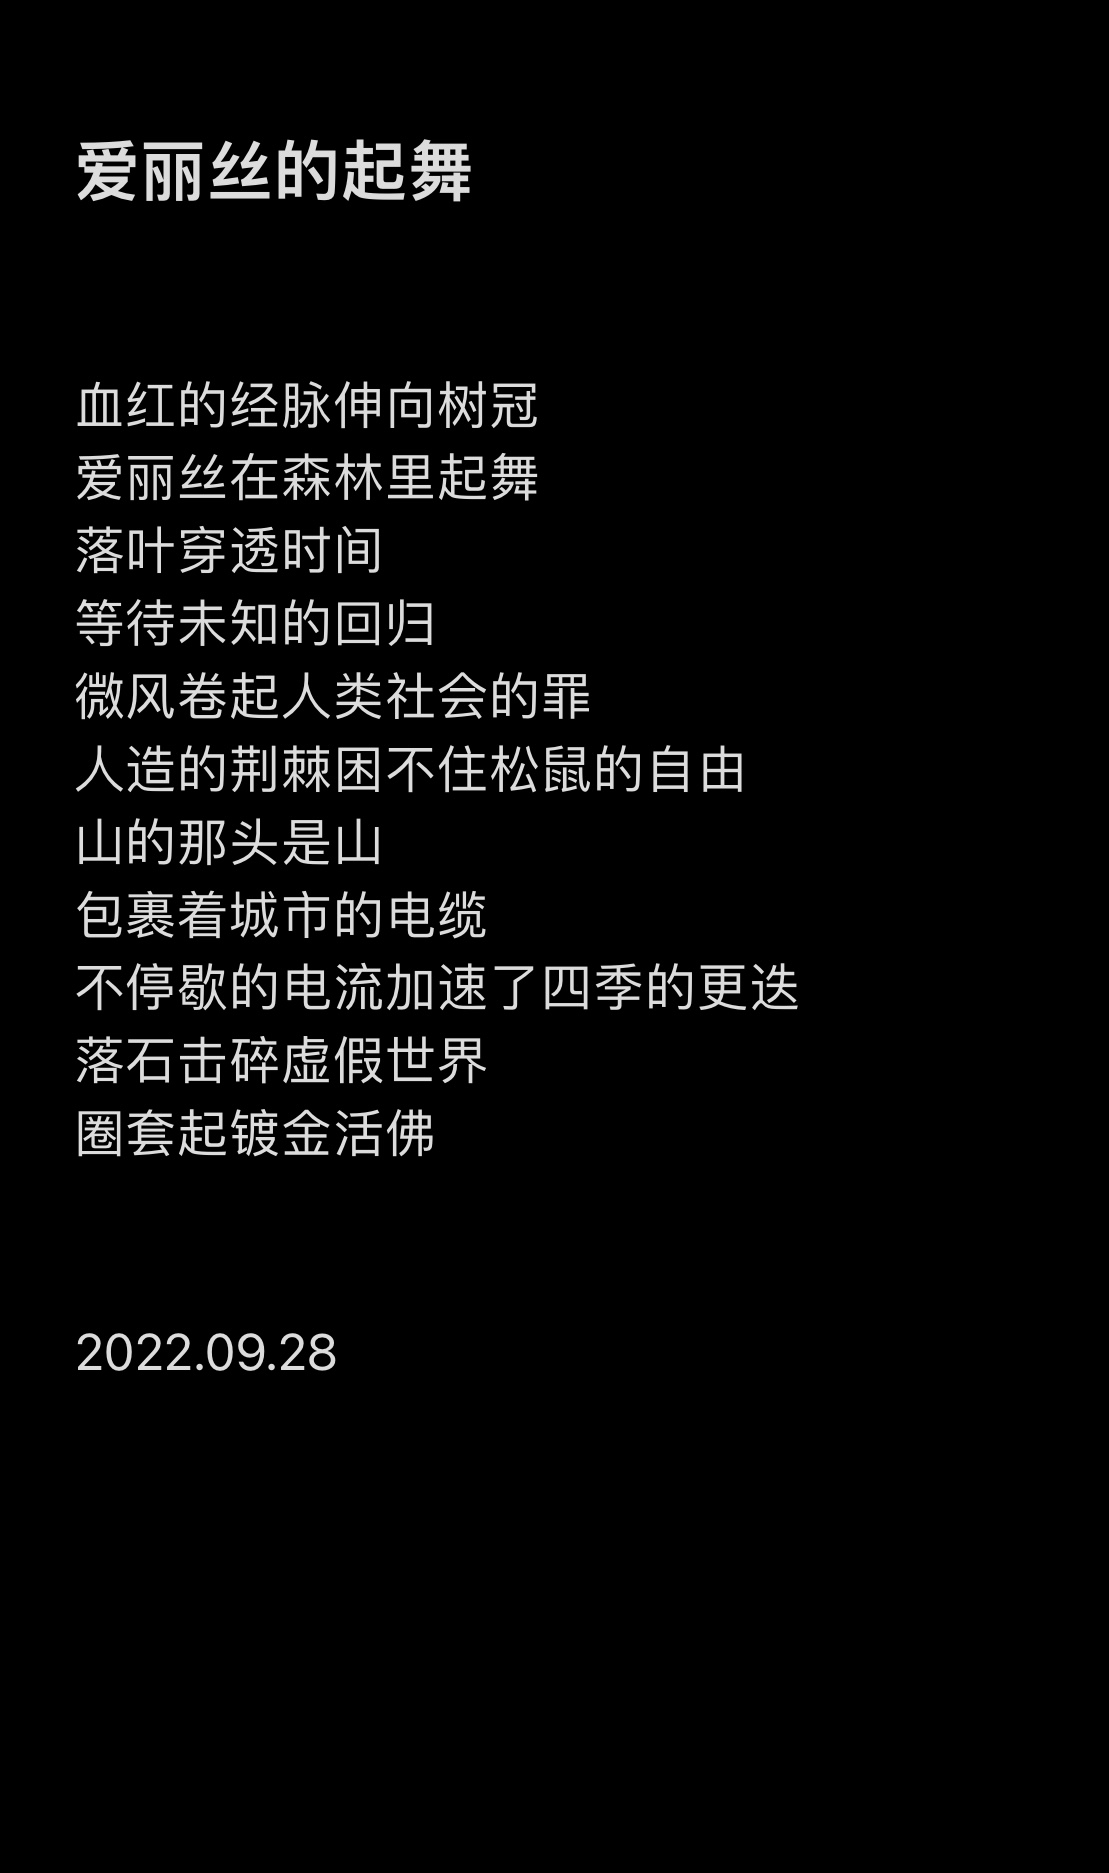 爱丽丝的起舞
血红的经脉伸向树冠
爱丽丝在森林里起舞
落叶穿透时间
等待未知的回归
微风卷起人类社会的罪
人造的荆棘困不住松鼠的自由
山的那头是山
包裹着城市的电缆
不停歇的电流加速了四季的更迭
落石击碎虚假世界
圈套起镀金活佛
2022.09.28